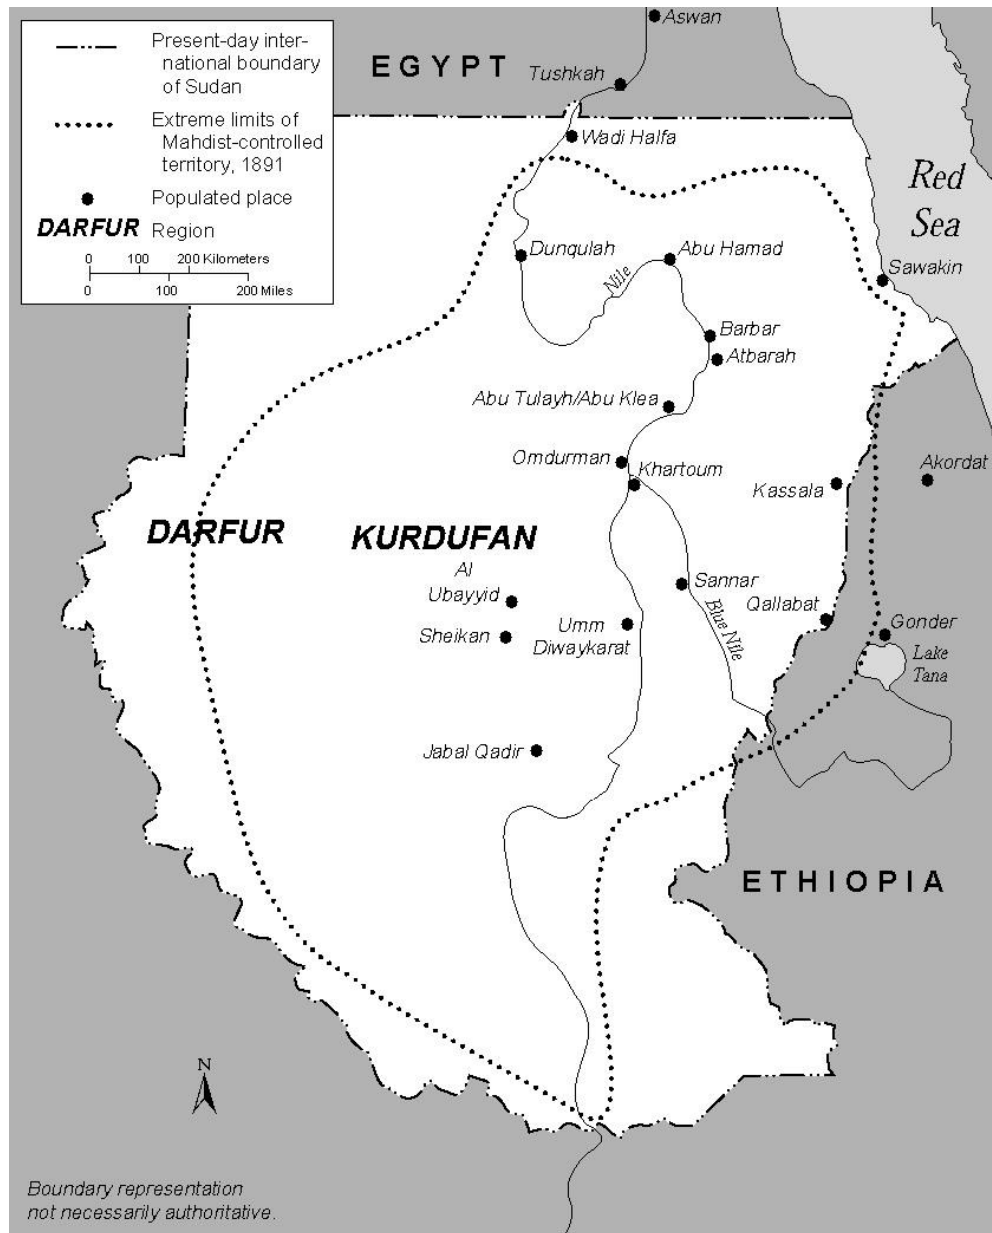 Present-day inter-
national boundary
of Sudan
Extreme limits of
Mahdist-controlled
territory, 1891
Populated place
DARFUR Region
0 100 200 Kilometers
0 100 200 Miles
Aswan
EGYPT
Tushkah
Wadi Halfa
Red
Sea
Dunqulah
Nile
Abu Hamad
Sawakin
Barbar
Atbarah
Abu Tulayh/Abu Klea
Omdurman
Khartoum
Kassala
Akordat
DARFUR
KURDUFAN
Al
Ubayyid
Sheikan
Umm
Diwaykarat
Sannar
Blue Nile
Qallabat
Gonder
Lake
Tana
Jabal Qadir
ETHIOPIA
N
Boundary representation
not necessarily authoritative.